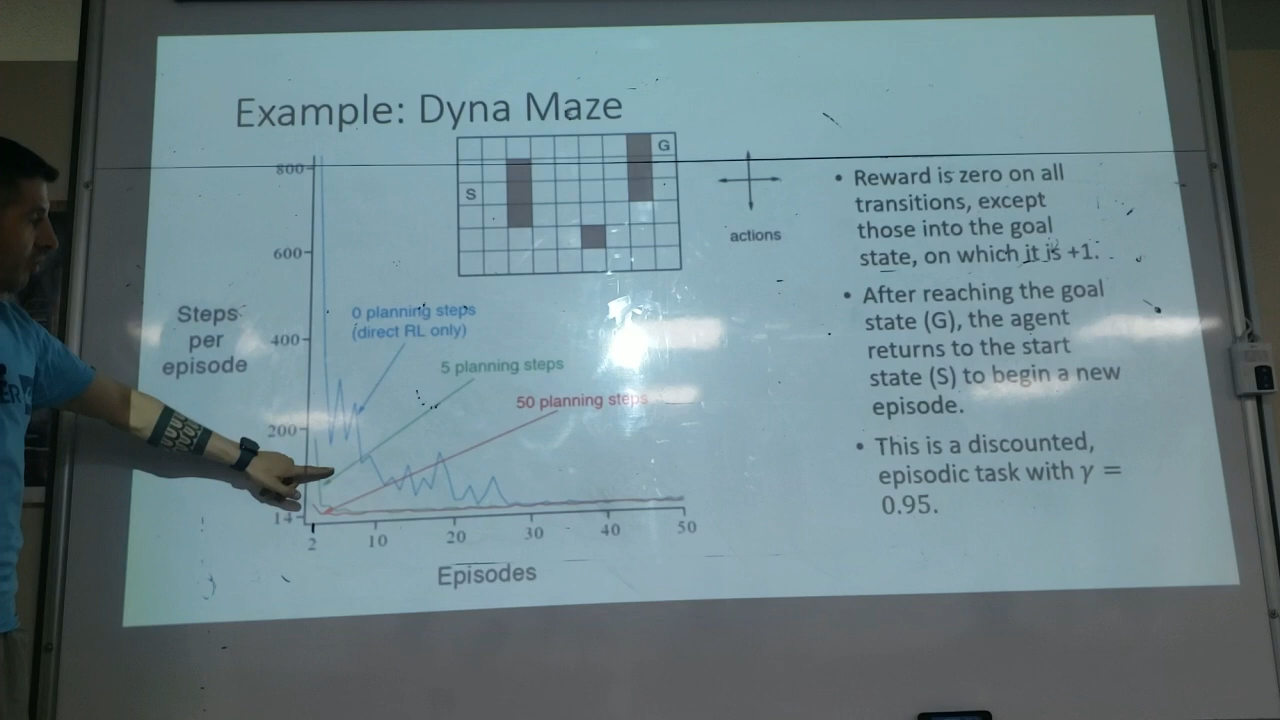 Example: Dyna Maze
G
S
actions
800
600
400
200
14
Steps
per
episode
0 planning steps
(direct RL only)
5 planning steps
50 planning steps
2 10 20 30 40 50
Episodes
• Reward is zero on all
transitions, except
those into the goal
state, on which it is +1.
• After reaching the goal
state (G), the agent
returns to the start
state (S) to begin a new
episode.
• This is a discounted,
episodic task with γ =
0.95.
ER